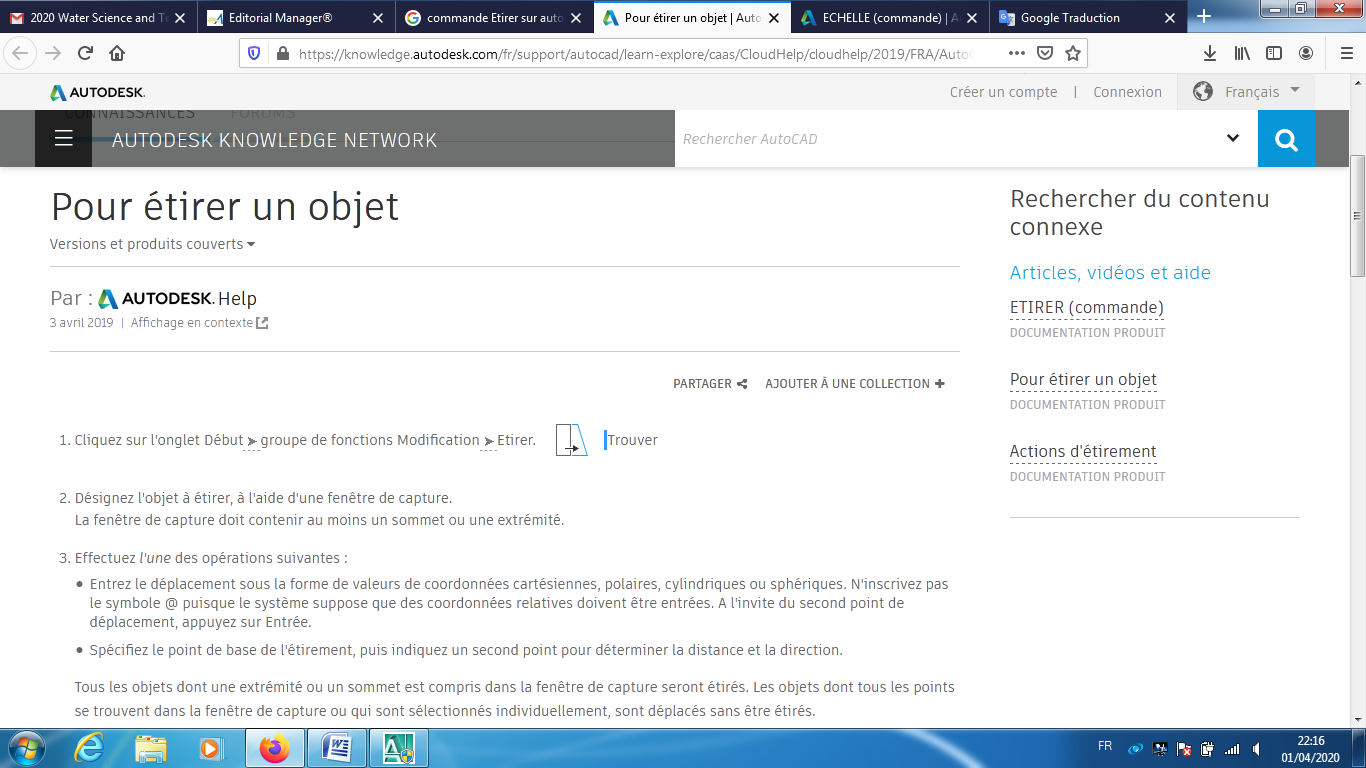 2020 Water Science and Te
Editorial Manager®
commande Etirer sur auto
Pour étirer un objet | Auto
ECHELLE (commande) | A
Google Traduction
https://knowledge.autodesk.com/fr/support/autocad/learn-explore/caas/CloudHelp/cloudhelp/2019/FRA/Auto
AUTODESK.
Créer un compte | Connexion
Français
CONNAISSANCES FORUMS
AUTODESK KNOWLEDGE NETWORK
Rechercher AutoCAD
Pour étirer un objet
Versions et produits couverts
Par : AUTODESK. Help
3 avril 2019 | Affichage en contexte
PARTAGER
AJOUTER À UNE COLLECTION
1. Cliquez sur l'onglet Début ➤ groupe de fonctions Modification ➤ Etirer. Trouver
2. Désignez l'objet à étirer, à l'aide d'une fenêtre de capture.
La fenêtre de capture doit contenir au moins un sommet ou une extrémité.
3. Effectuez l'une des opérations suivantes :
● Entrez le déplacement sous la forme de valeurs de coordonnées cartésiennes, polaires, cylindriques ou sphériques. N'inscrivez pas
le symbole @ puisque le système suppose que des coordonnées relatives doivent être entrées. A l'invite du second point de
déplacement, appuyez sur Entrée.
● Spécifiez le point de base de l'étirement, puis indiquez un second point pour déterminer la distance et la direction.
Tous les objets dont une extrémité ou un sommet est compris dans la fenêtre de capture seront étirés. Les objets dont tous les points
se trouvent dans la fenêtre de capture ou qui sont sélectionnés individuellement, sont déplacés sans être étirés.
Rechercher du contenu
connexe
Articles, vidéos et aide
ETIRER (commande)
DOCUMENTATION PRODUIT
Pour étirer un objet
DOCUMENTATION PRODUIT
Actions d'étirement
DOCUMENTATION PRODUIT
FR
22:16
01/04/2020